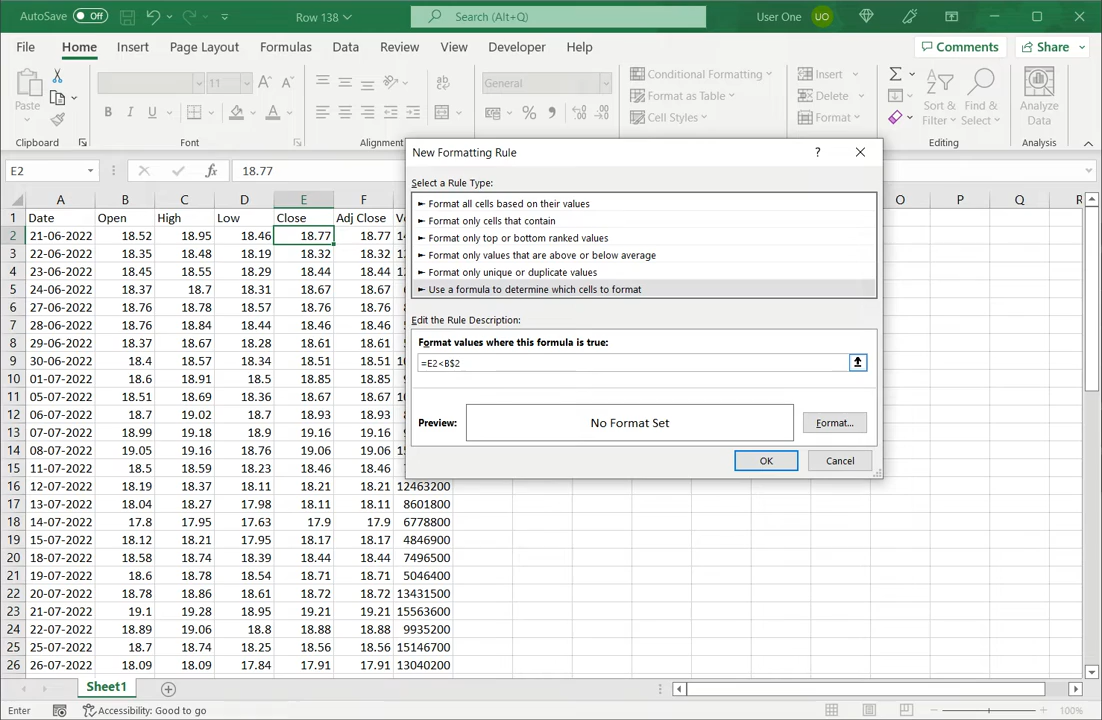 AutoSave Off Row 138 Search (Alt+Q) User One UO
File Home Insert Page Layout Formulas Data Review View Developer Help Comments Share
Paste 11 B I U General % Conditional Formatting Format as Table Cell Styles Insert Delete Format Sort & Filter Find & Select Analyze Data
Clipboard Font Alignment Editing Analysis
E2 fx 18.77
New Formatting Rule ?
Select a Rule Type:
► Format all cells based on their values
► Format only cells that contain
► Format only top or bottom ranked values
► Format only values that are above or below average
► Format only unique or duplicate values
► Use a formula to determine which cells to format
Edit the Rule Description:
Format values where this formula is true:
=E2<B$2
Preview: No Format Set Format...
OK Cancel
A B C D E F O P Q R
1 Date Open High Low Close Adj Close
2 21-06-2022 18.52 18.95 18.46 18.77 18.77
3 22-06-2022 18.35 18.48 18.19 18.32 18.32
4 23-06-2022 18.45 18.55 18.29 18.44 18.44
5 24-06-2022 18.37 18.7 18.31 18.67 18.67
6 27-06-2022 18.76 18.78 18.57 18.76 18.76
7 28-06-2022 18.76 18.84 18.44 18.46 18.46
8 29-06-2022 18.37 18.67 18.28 18.61 18.61
9 30-06-2022 18.4 18.57 18.34 18.51 18.51
10 01-07-2022 18.6 18.91 18.5 18.85 18.85
11 05-07-2022 18.51 18.69 18.36 18.67 18.67
12 06-07-2022 18.7 19.02 18.7 18.93 18.93
13 07-07-2022 18.99 19.18 18.9 19.16 19.16
14 08-07-2022 19.05 19.16 18.76 19.06 19.06
15 11-07-2022 18.5 18.59 18.23 18.46 18.46
16 12-07-2022 18.19 18.37 18.11 18.21 18.21 12463200
17 13-07-2022 18.04 18.27 17.98 18.11 18.11 8601800
18 14-07-2022 17.8 17.95 17.63 17.9 17.9 6778800
19 15-07-2022 18.12 18.21 17.95 18.17 18.17 4846900
20 18-07-2022 18.58 18.74 18.39 18.44 18.44 7496500
21 19-07-2022 18.6 18.78 18.54 18.71 18.71 5046400
22 20-07-2022 18.78 18.86 18.61 18.72 18.72 13431500
23 21-07-2022 19.1 19.28 18.95 19.21 19.21 15563600
24 22-07-2022 18.89 19.06 18.8 18.88 18.88 9935200
25 25-07-2022 18.7 18.74 18.25 18.56 18.56 15146700
26 26-07-2022 18.09 18.09 17.84 17.91 17.91 13040200
Sheet1
Enter Accessibility: Good to go 100%